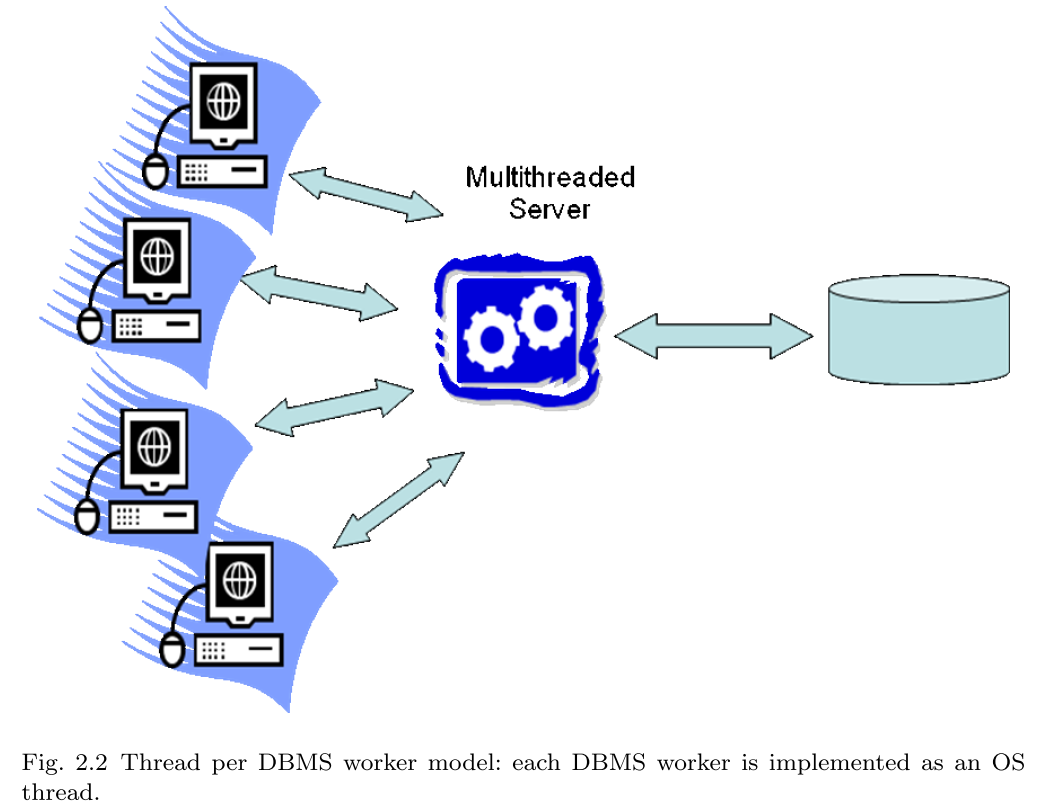 Multithreaded
Server
Fig. 2.2 Thread per DBMS worker model: each DBMS worker is implemented as an OS
thread.